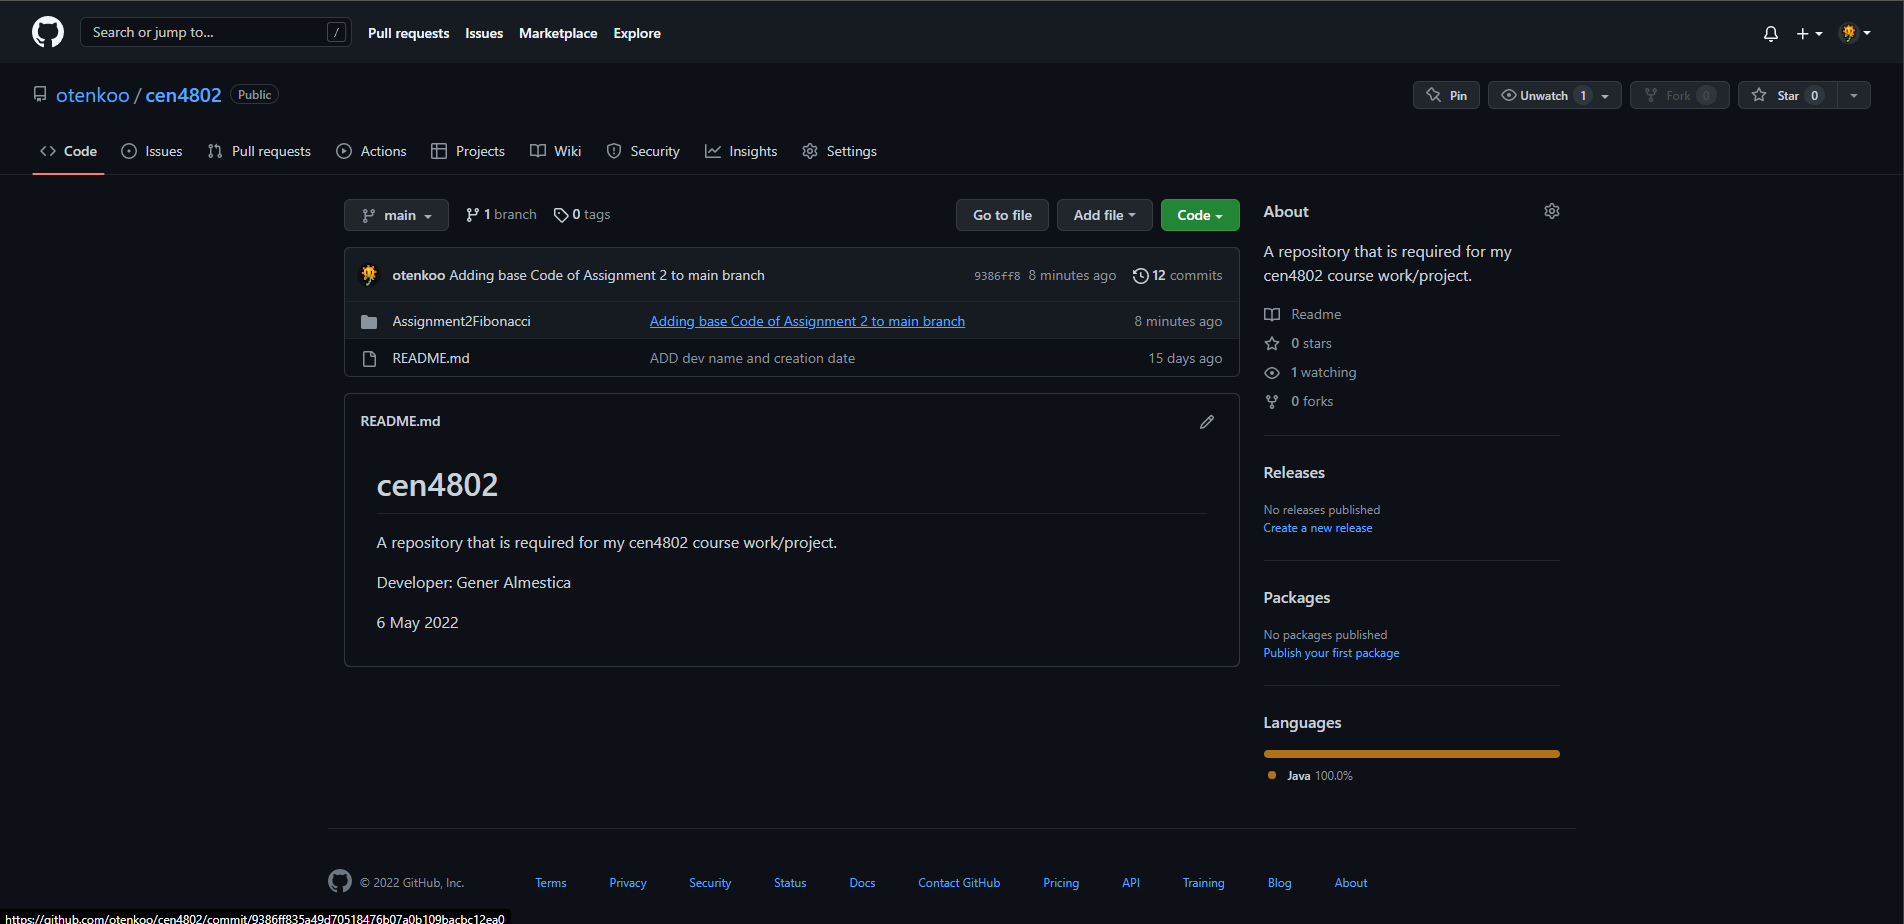 Search or jump to... /
Pull requests Issues Marketplace Explore
otenkoo / cen4802 Public
Pin Unwatch 1 Fork 0 Star 0
Code Issues Pull requests Actions Projects Wiki Security Insights Settings
main 1 branch 0 tags Go to file Add file Code
otenkoo Adding base Code of Assignment 2 to main branch 9386ff8 8 minutes ago 12 commits
Assignment2Fibonacci Adding base Code of Assignment 2 to main branch 8 minutes ago
README.md ADD dev name and creation date 15 days ago
README.md
cen4802
A repository that is required for my cen4802 course work/project.
Developer: Gener Almestica
6 May 2022
About
A repository that is required for my
cen4802 course work/project.
Readme
0 stars
1 watching
0 forks
Releases
No releases published
Create a new release
Packages
No packages published
Publish your first package
Languages
Java 100.0%
© 2022 GitHub, Inc. Terms Privacy Security Status Docs Contact GitHub Pricing API Training Blog About
https://github.com/otenkoo/cen4802/commit/9386ff835a49d70518476b07a0b109bacbc12ea0